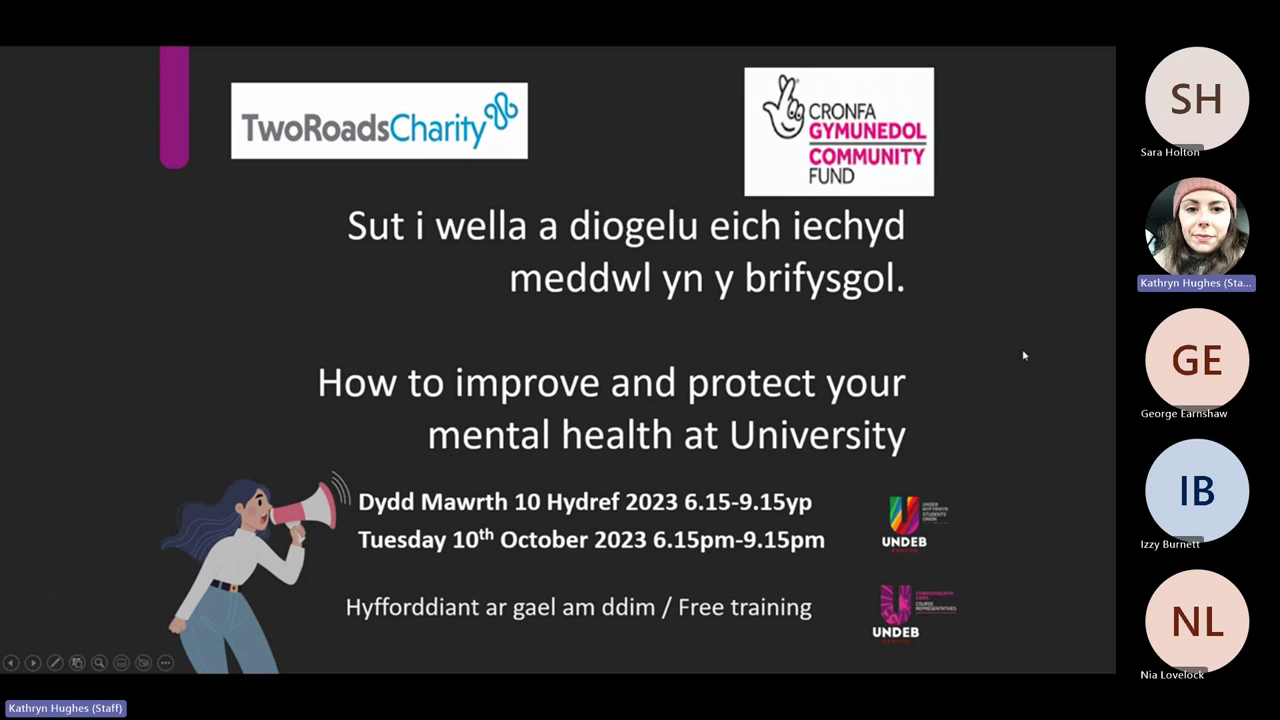 TwoRoadsCharity
CRONFA
GYMUNEDOL
COMMUNITY
FUND
Sut i wella a diogelu eich iechyd
meddwl yn y brifysgol.
How to improve and protect your
mental health at University
Dydd Mawrth 10 Hydref 2023 6.15-9.15yp
Tuesday 10th October 2023 6.15pm-9.15pm
Hyfforddiant ar gael am ddim / Free training
UNDEB
COURSE
REPRESENTATIVES
UNDEB
SH
Sara Holton
Kathryn Hughes (Sta...
GE
George Earnshaw
IB
Izzy Burnett
NL
Nia Lovelock
Kathryn Hughes (Staff)